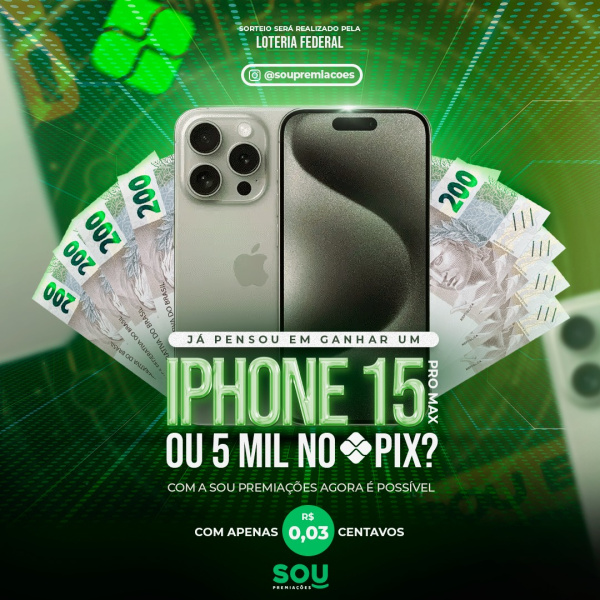 SORTEIO SERÁ REALIZADO PELA
LOTERIA FEDERAL
@soupremiacoes
200
200
200
200
200
JÁ PENSOU EM GANHAR UM
IPHONE 15
PRO MAX
OU 5 MIL NO PIX?
COM A SOU PREMIAÇÕES AGORA É POSSÍVEL
R$
COM APENAS 0,03 CENTAVOS
SOU
PREMIAÇÕES